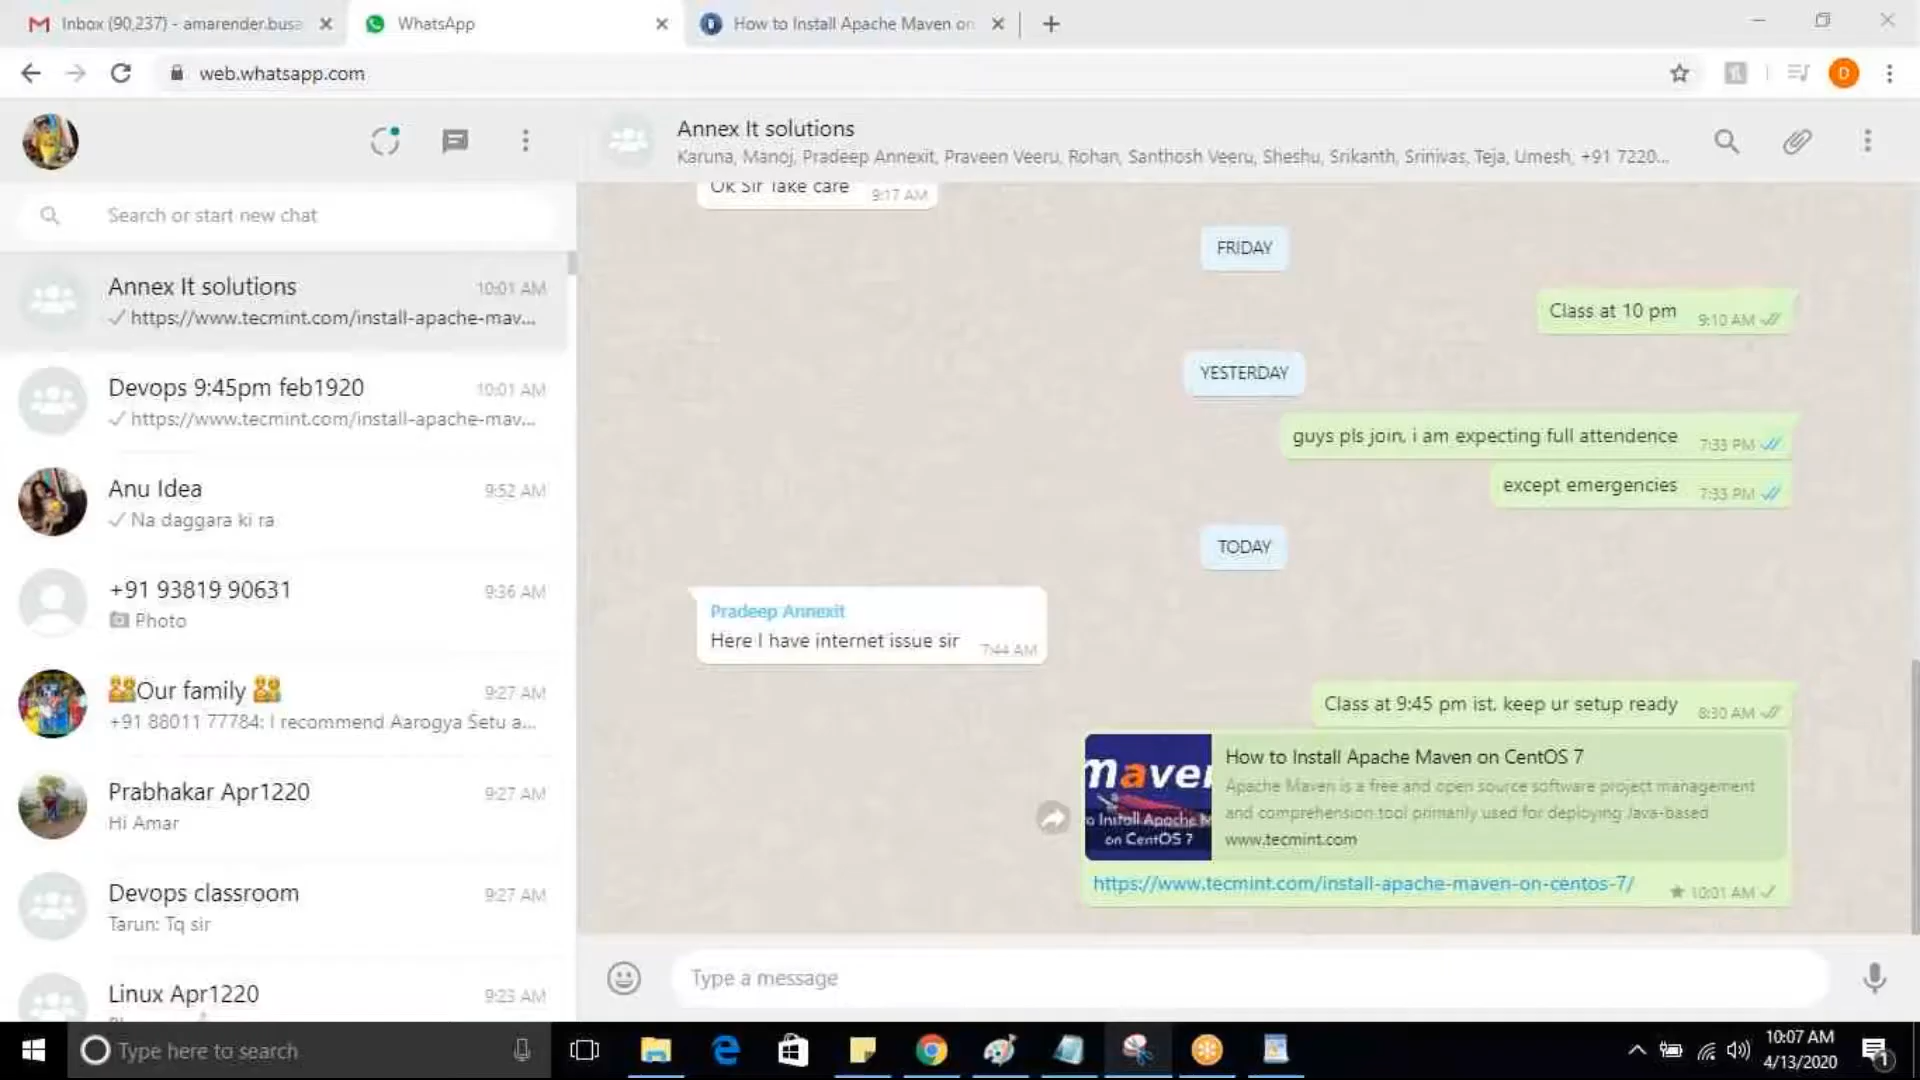 Inbox (90,237) - amarender.busa
WhatsApp
How to Install Apache Maven on
web.whatsapp.com
D
Search or start new chat
Annex It solutions
10:01 AM
https://www.tecmint.com/install-apache-mav...
Devops 9:45pm feb1920
10:01 AM
https://www.tecmint.com/install-apache-mav...
Anu Idea
9:52 AM
Na daggara ki ra
+91 93819 90631
9:36 AM
Photo
Our family
9:27 AM
+91 88011 77784: I recommend Aarogya Setu a...
Prabhakar Apr1220
9:27 AM
Hi Amar
Devops classroom
9:27 AM
Tarun: Tq sir
Linux Apr1220
9:23 AM
Annex It solutions
Karuna, Manoj, Pradeep Annexit, Praveen Veeru, Rohan, Santhosh Veeru, Sheshu, Srikanth, Srinivas, Teja, Umesh, +91 7220...
Ok Sir Take care
9:17 AM
FRIDAY
Class at 10 pm
9:10 AM
YESTERDAY
guys pls join, i am expecting full attendence
7:33 PM
except emergencies
7:33 PM
TODAY
Pradeep Annexit
Here I have internet issue sir
7:44 AM
Class at 9:45 pm ist. keep ur setup ready
8:30 AM
maven
o Install Apache M
on CentOS 7
How to Install Apache Maven on CentOS 7
Apache Maven is a free and open source software project management
and comprehension tool primarily used for deploying Java-based
www.tecmint.com
https://www.tecmint.com/install-apache-maven-on-centos-7/
10:01 AM
Type a message
Type here to search
10:07 AM
4/13/2020
1